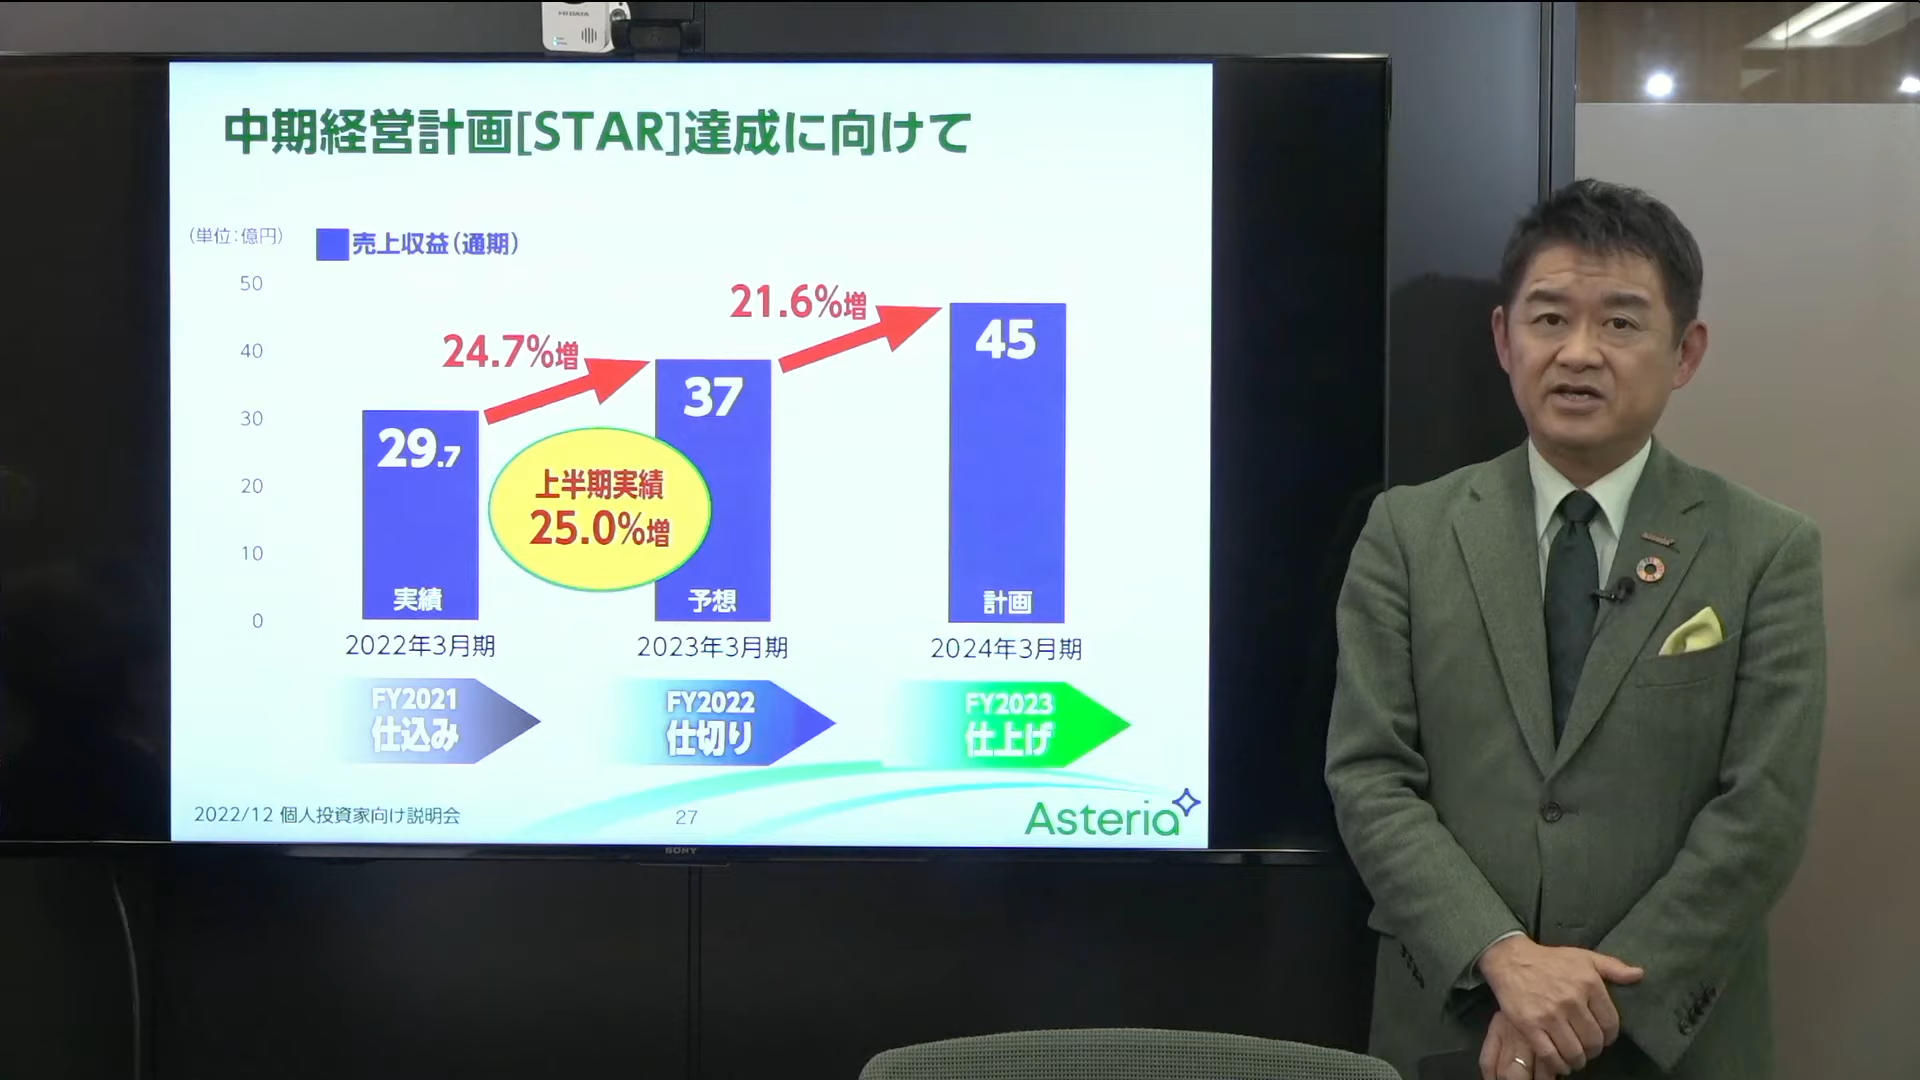 HIDATA
中期経営計画[STAR]達成に向けて
(単位:億円)
売上収益(通期)
50
40
30
20
10
0
24.7%増
21.6%増
29.7
37
45
上半期実績
25.0%増
実績
予想
計画
2022年3月期
2023年3月期
2024年3月期
FY2021
仕込み
FY2022
仕切り
FY2023
仕上げ
2022/12 個人投資家向け説明会
27
Asteria
SONY